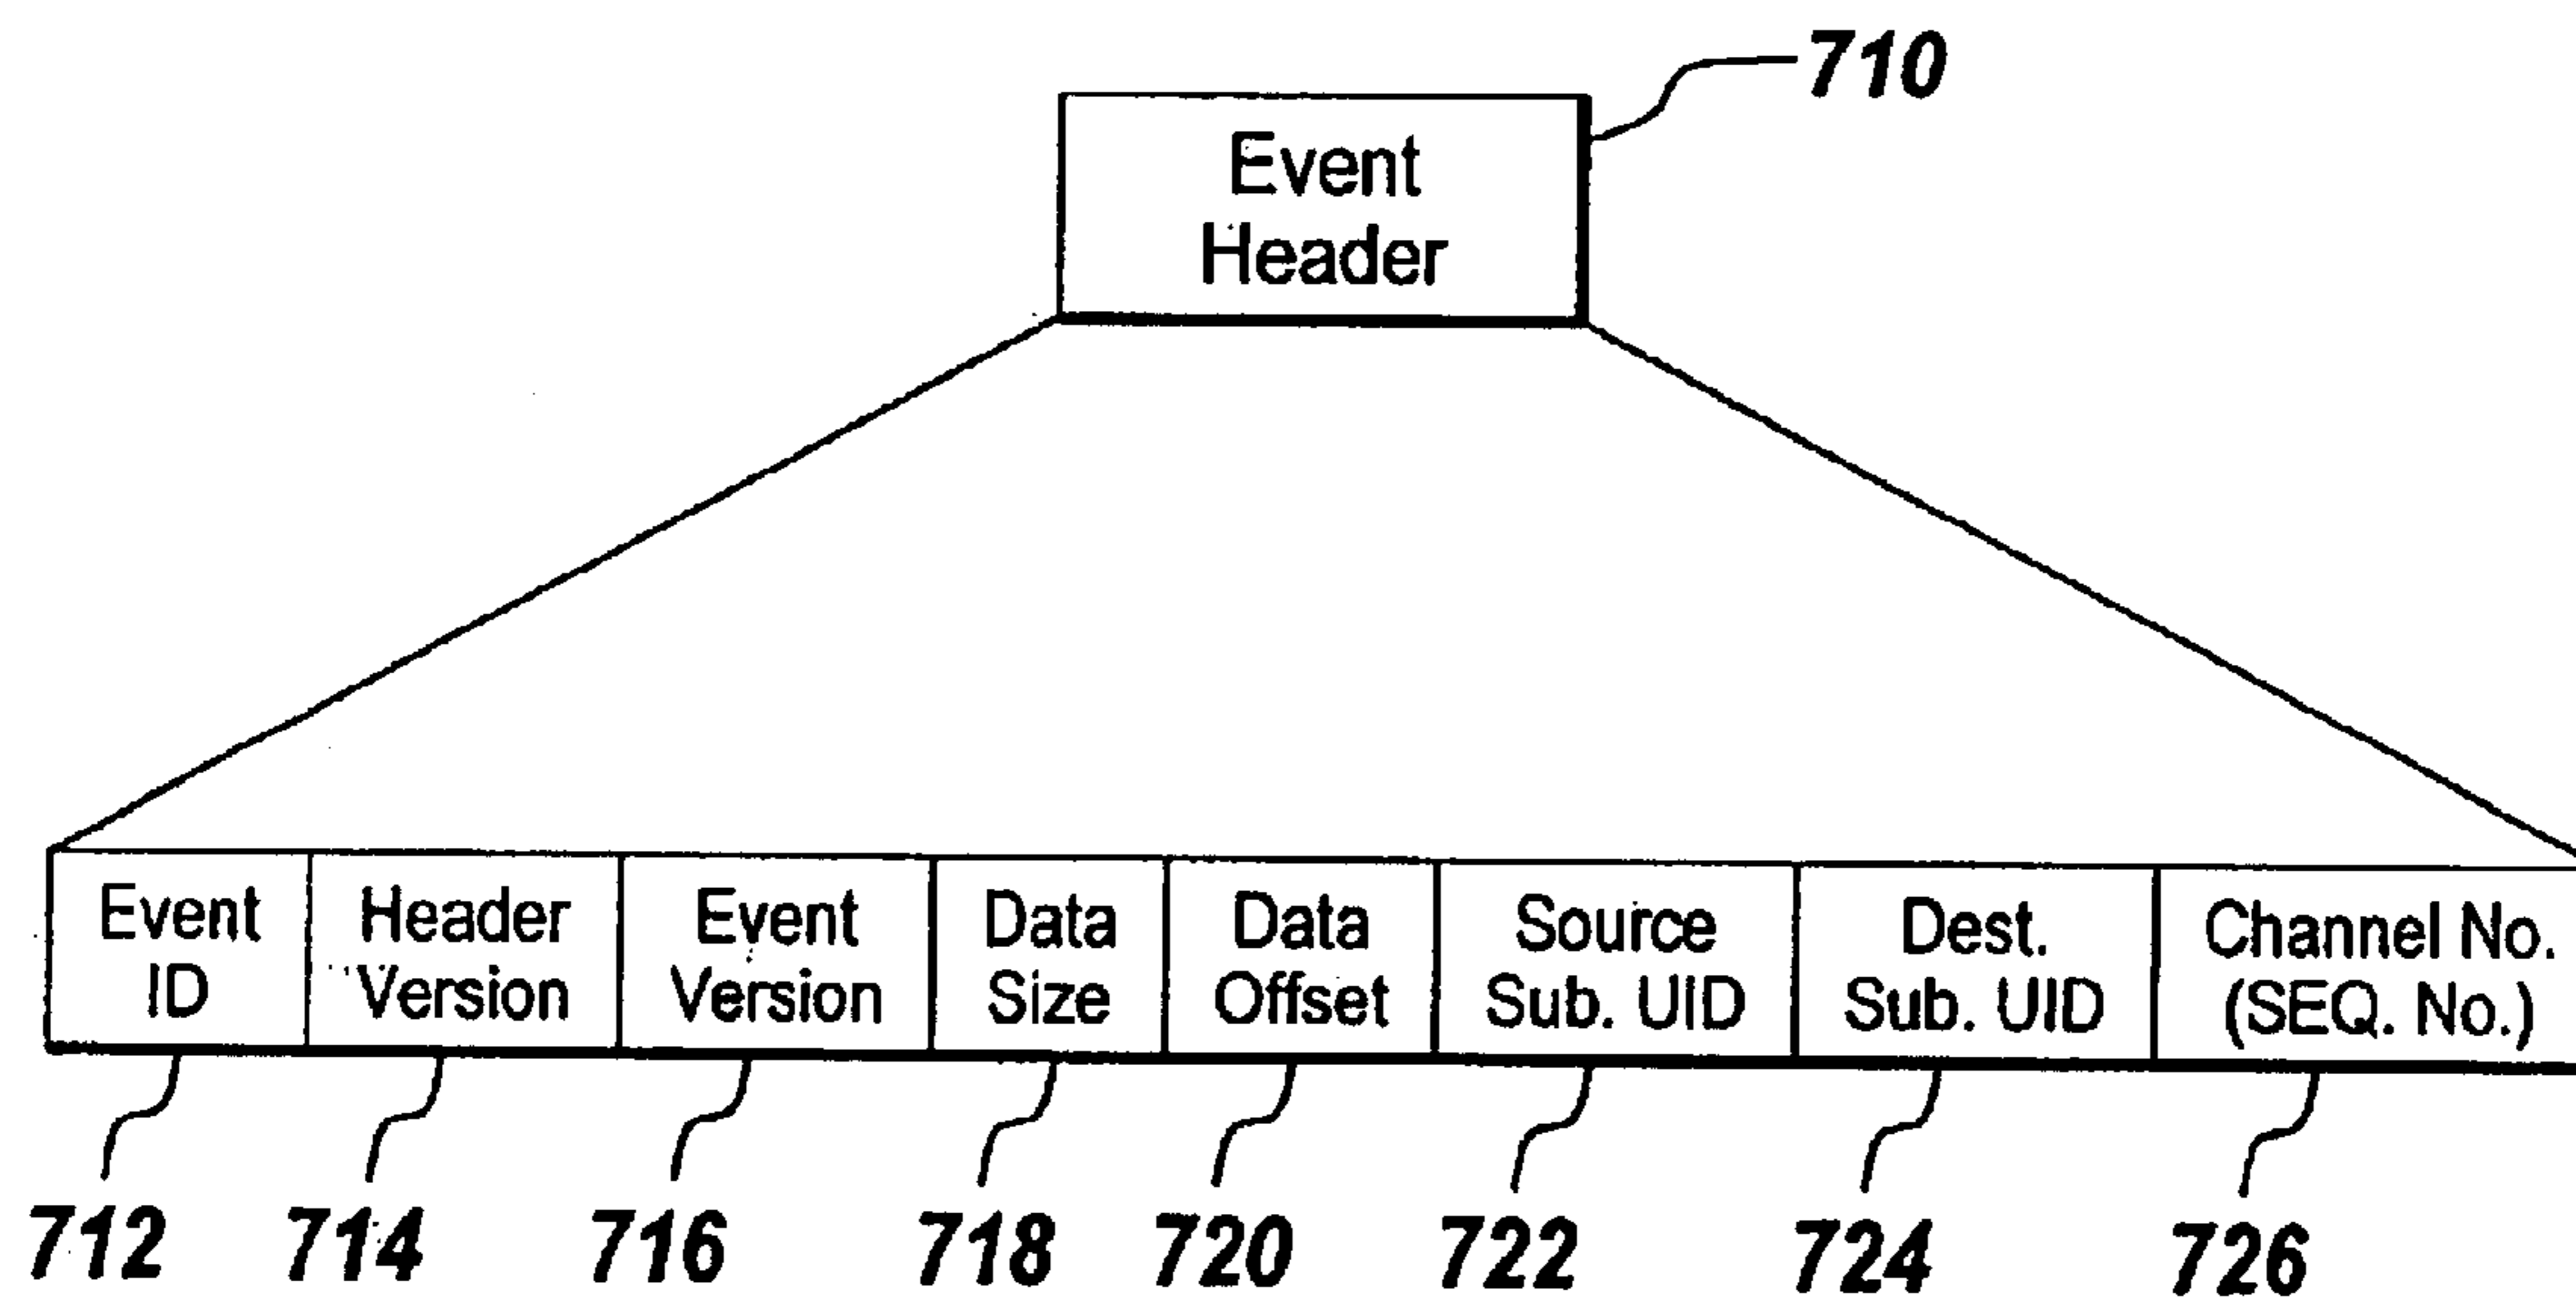 710
Event
Header
Event ID
Header Version
Event Version
Data Size
Data Offset
Source Sub. UID
Dest. Sub. UID
Channel No. (SEQ. No.)
712 714 716 718 720 722 724 726